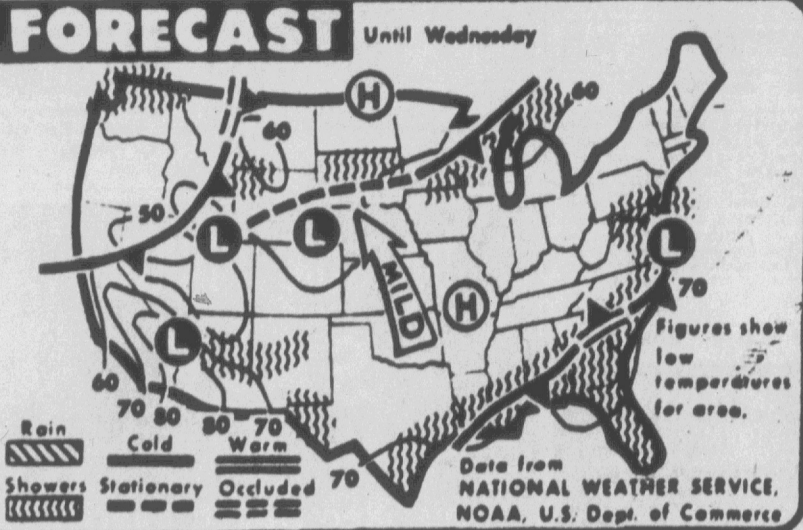 FORECAST
Until Wednesday
H
60
60
50
L
L
L
MILD
H
70
L
Figures show
low
temperatures
for area.
60
70
80
80
70
70
Rain
Cold
Warm
Showers
Stationary
Occluded
Data from
NATIONAL WEATHER SERVICE,
NOAA, U.S. Dept. of Commerce